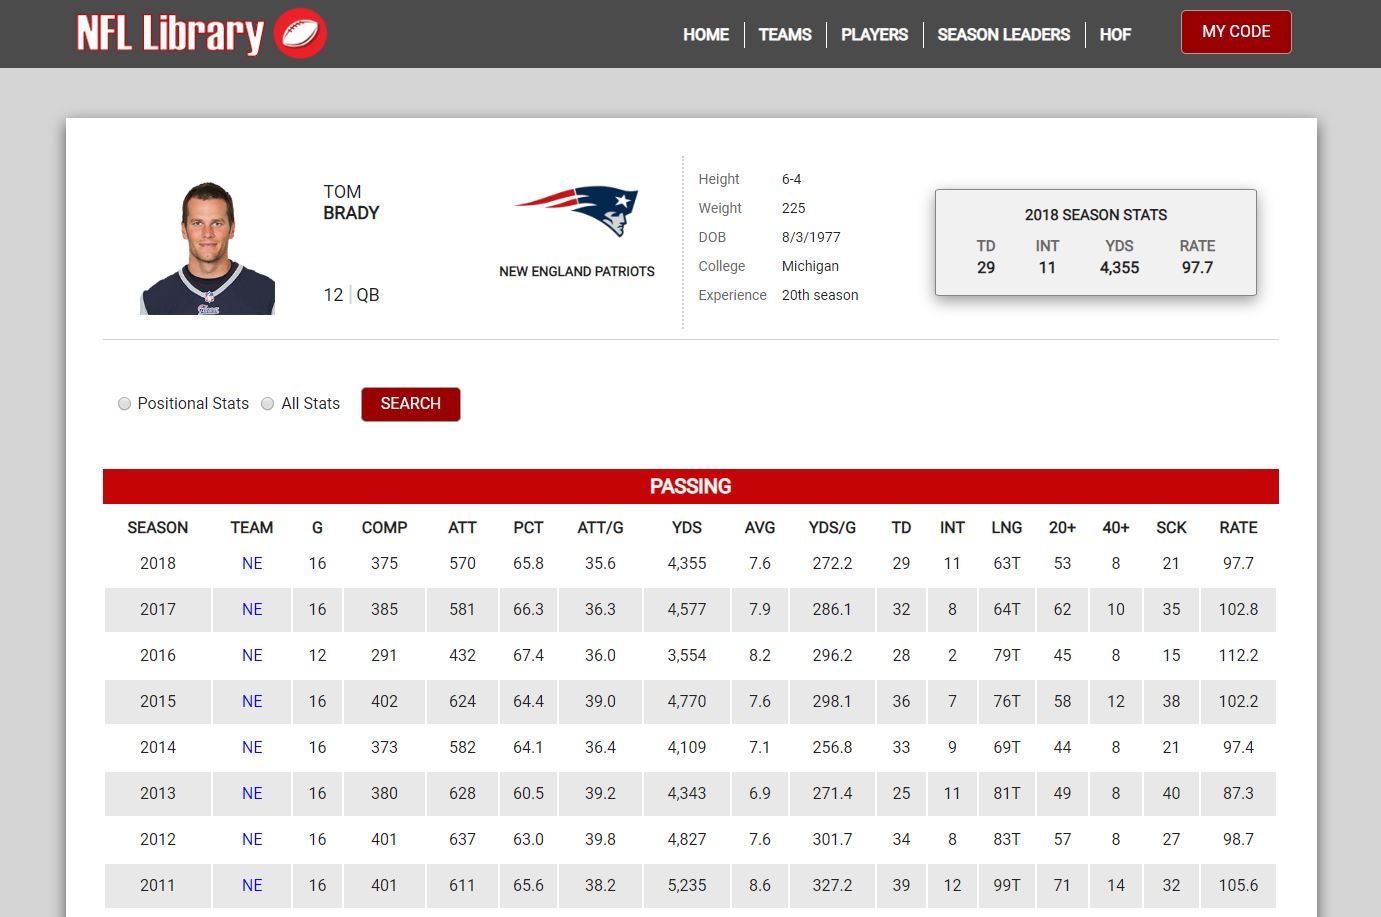 NFL Library
HOME TEAMS PLAYERS SEASON LEADERS HOF MY CODE
TOM
BRADY
12 QB
NEW ENGLAND PATRIOTS
Height 6-4
Weight 225
DOB 8/3/1977
College Michigan
Experience 20th season
2018 SEASON STATS
TD INT YDS RATE
29 11 4,355 97.7
Positional Stats All Stats SEARCH
PASSING
SEASON TEAM G COMP ATT PCT ATT/G YDS AVG YDS/G TD INT LNG 20+ 40+ SCK RATE
2018 NE 16 375 570 65.8 35.6 4,355 7.6 272.2 29 11 63T 53 8 21 97.7
2017 NE 16 385 581 66.3 36.3 4,577 7.9 286.1 32 8 64T 62 10 35 102.8
2016 NE 12 291 432 67.4 36.0 3,554 8.2 296.2 28 2 79T 45 8 15 112.2
2015 NE 16 402 624 64.4 39.0 4,770 7.6 298.1 36 7 76T 58 12 38 102.2
2014 NE 16 373 582 64.1 36.4 4,109 7.1 256.8 33 9 69T 44 8 21 97.4
2013 NE 16 380 628 60.5 39.2 4,343 6.9 271.4 25 11 81T 49 8 40 87.3
2012 NE 16 401 637 63.0 39.8 4,827 7.6 301.7 34 8 83T 57 8 27 98.7
2011 NE 16 401 611 65.6 38.2 5,235 8.6 327.2 39 12 99T 71 14 32 105.6